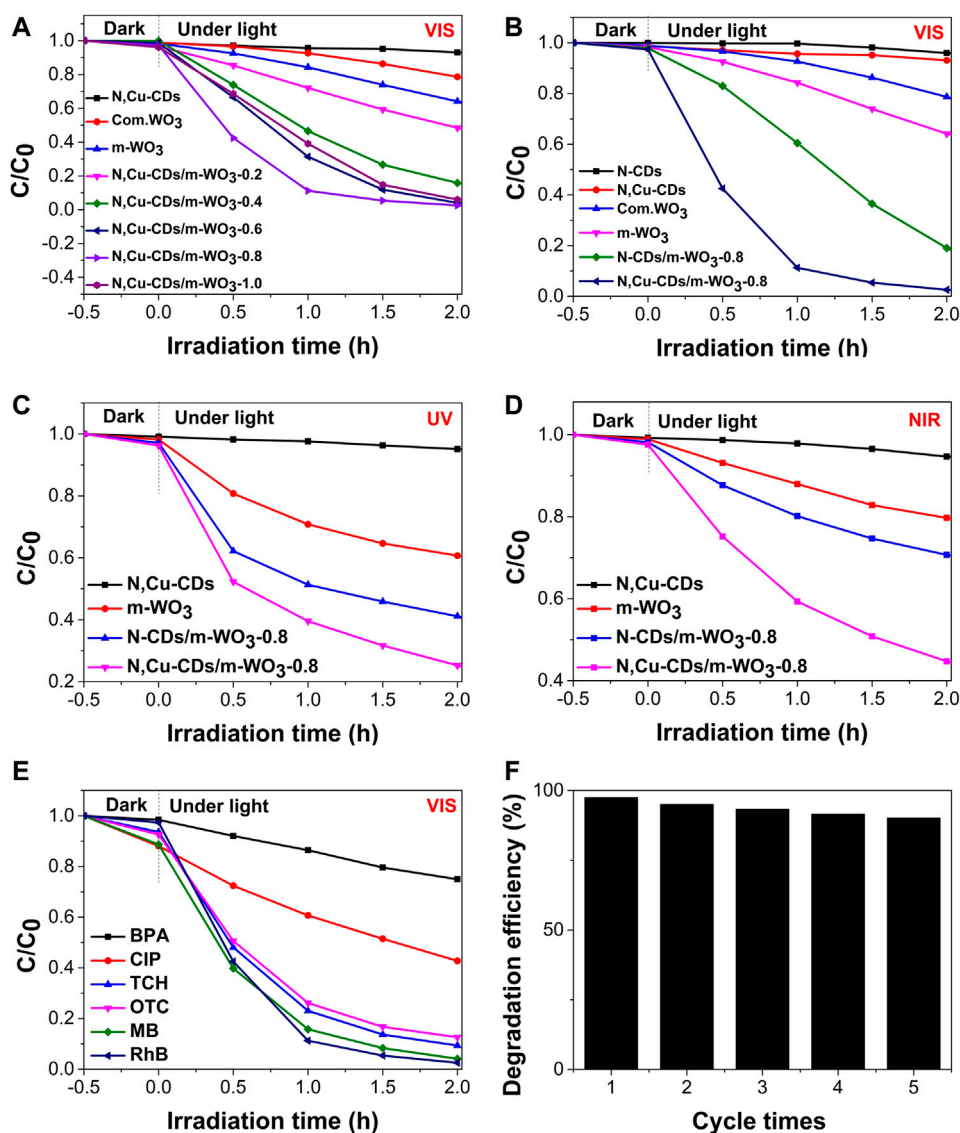 A
Dark Under light VIS
1.0
0.8
0.6
0.4
0.2
0.0
-0.2
-0.4
C/C0
N,Cu-CDs
Com.WO3
m-WO3
N,Cu-CDs/m-WO3-0.2
N,Cu-CDs/m-WO3-0.4
N,Cu-CDs/m-WO3-0.6
N,Cu-CDs/m-WO3-0.8
N,Cu-CDs/m-WO3-1.0
-0.5 0.0 0.5 1.0 1.5 2.0
Irradiation time (h)
B
Dark Under light VIS
1.0
0.8
0.6
0.4
0.2
0.0
C/C0
N-CDs
N,Cu-CDs
Com.WO3
m-WO3
N-CDs/m-WO3-0.8
N,Cu-CDs/m-WO3-0.8
-0.5 0.0 0.5 1.0 1.5 2.0
Irradiation time (h)
C
Dark Under light UV
1.0
0.8
0.6
0.4
0.2
C/C0
N,Cu-CDs
m-WO3
N-CDs/m-WO3-0.8
N,Cu-CDs/m-WO3-0.8
-0.5 0.0 0.5 1.0 1.5 2.0
Irradiation time (h)
D
Dark Under light NIR
1.0
0.8
0.6
0.4
C/C0
N,Cu-CDs
m-WO3
N-CDs/m-WO3-0.8
N,Cu-CDs/m-WO3-0.8
-0.5 0.0 0.5 1.0 1.5 2.0
Irradiation time (h)
E
Dark Under light VIS
1.0
0.8
0.6
0.4
0.2
0.0
C/C0
BPA
CIP
TCH
OTC
MB
RhB
-0.5 0.0 0.5 1.0 1.5 2.0
Irradiation time (h)
F
100
50
0
Degradation efficiency (%)
1 2 3 4 5
Cycle times